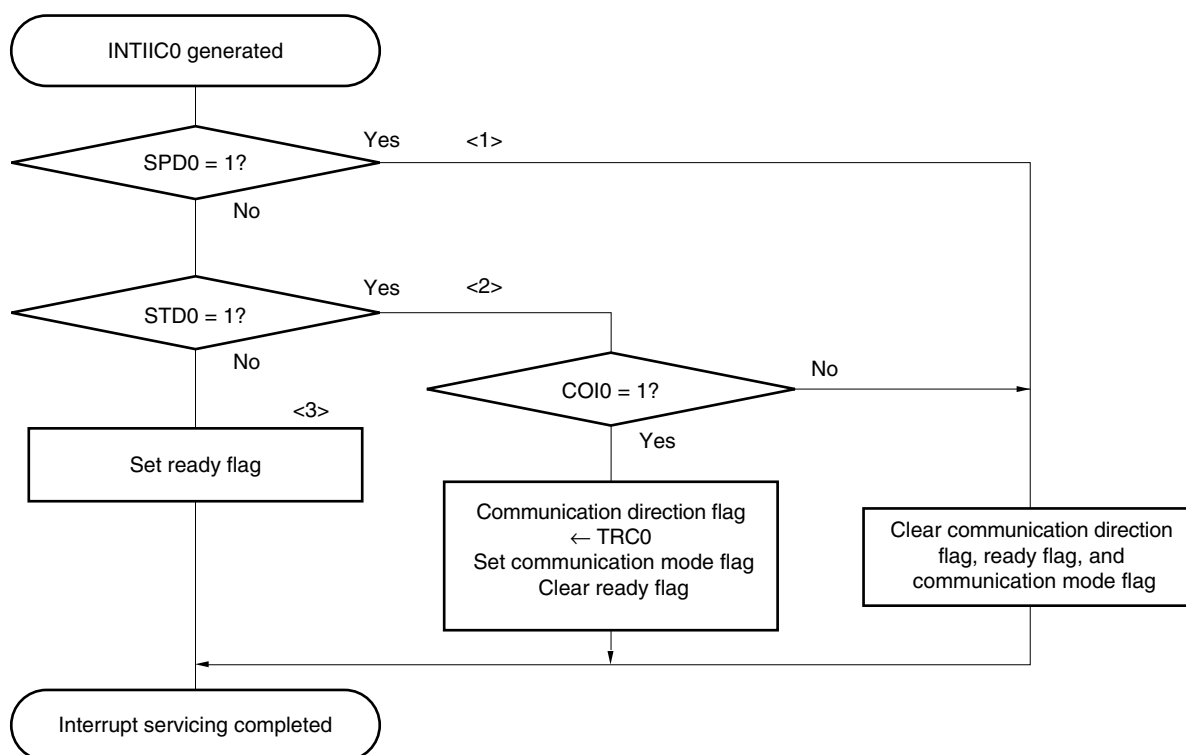 INTIIC0 generated
Yes
<1>
SPD0 = 1?
No
Yes
<2>
STD0 = 1?
No
No
COI0 = 1?
<3>
Yes
Set ready flag
Communication direction flag
← TRC0
Set communication mode flag
Clear ready flag
Clear communication direction
flag, ready flag, and
communication mode flag
Interrupt servicing completed